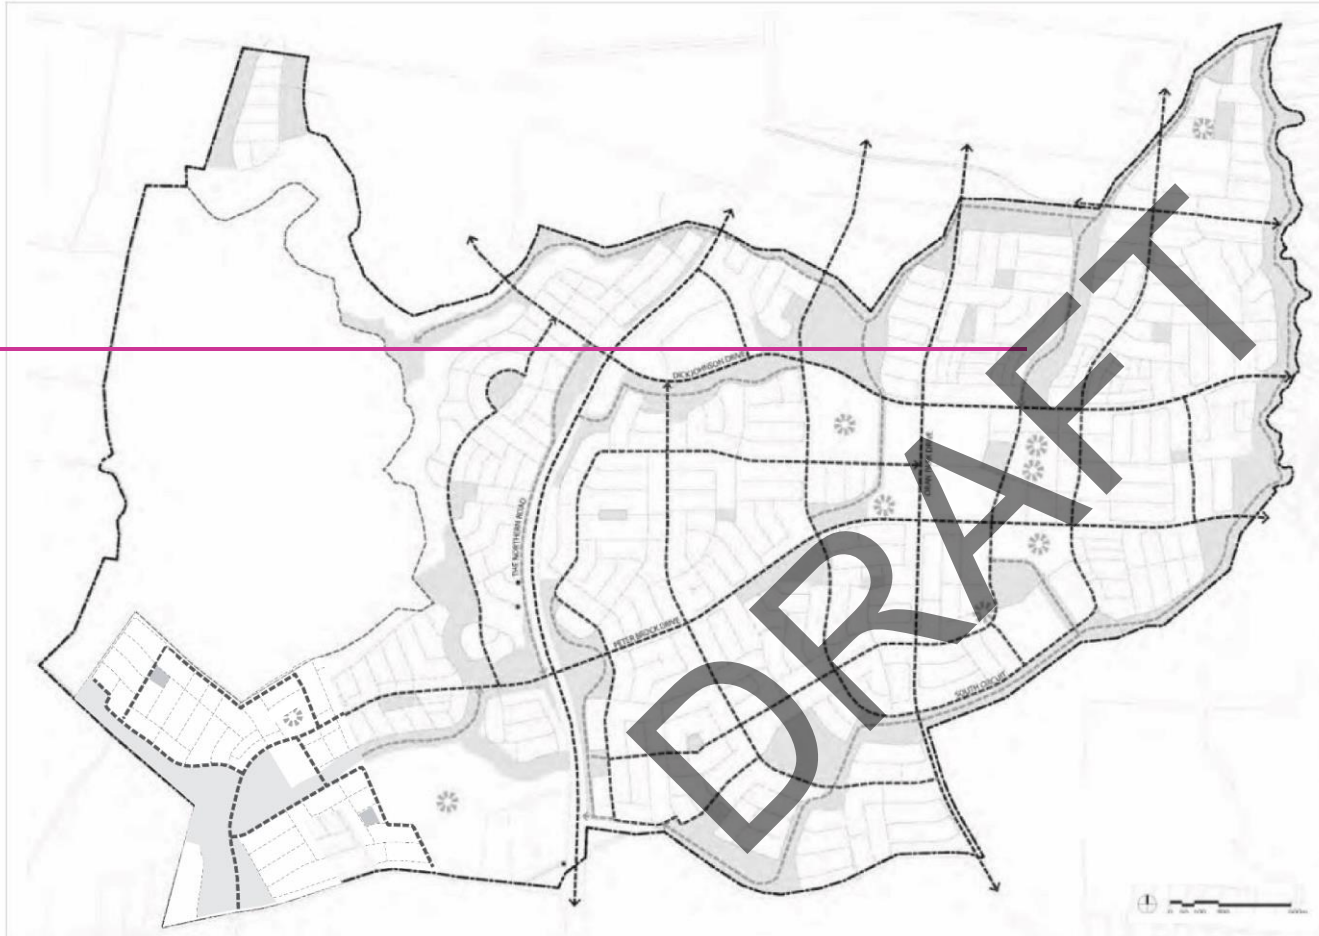 DICK JOHNSON DRIVE
THE NORTHERN ROAD
PETER BROCK DRIVE
SOUTH CIRCUIT
DRAFT